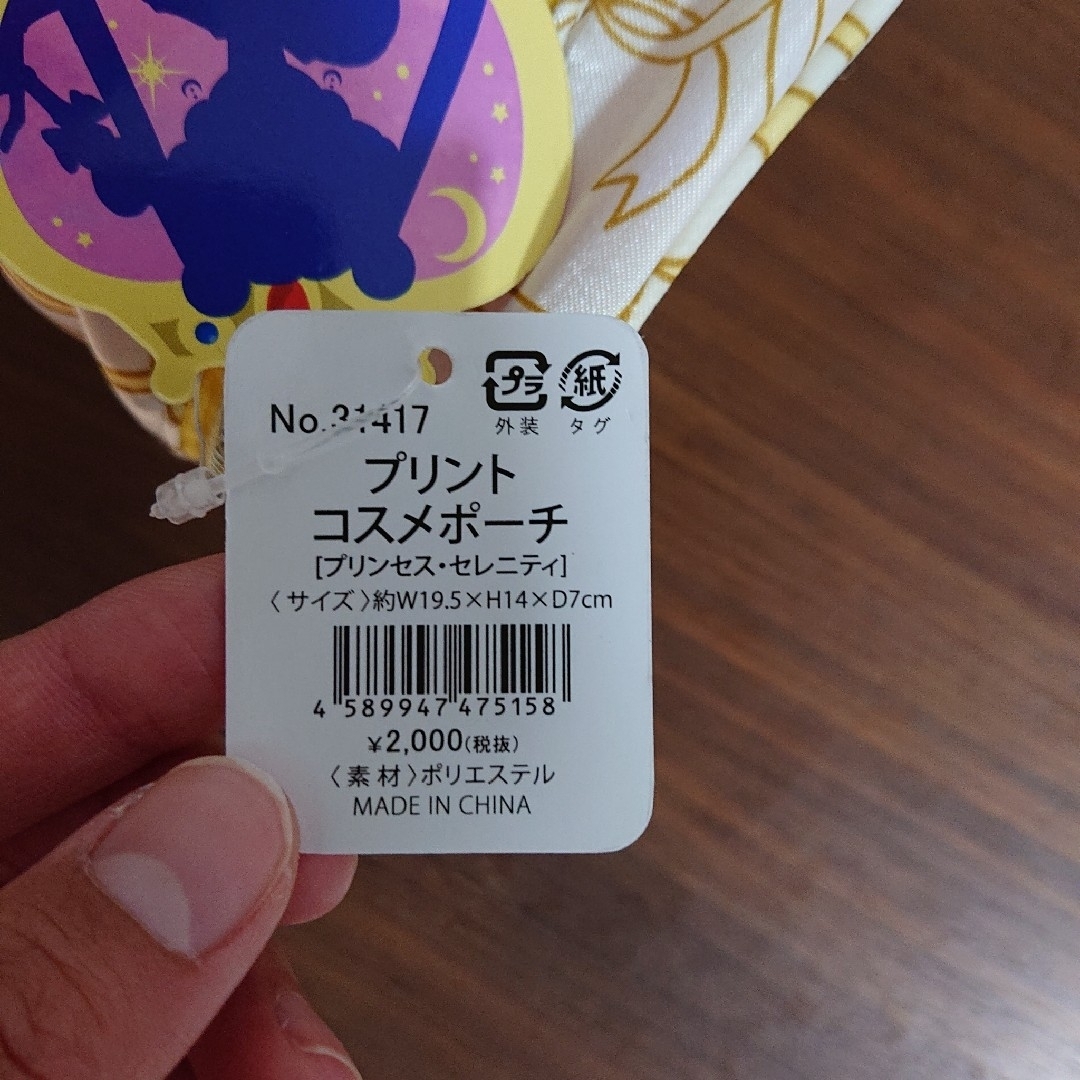 プラ 紙
外装 タグ
No.31417
プリント
コスメポーチ
[プリンセス・セレニティ]
〈サイズ〉約W19.5×H14×D7cm
4 589947 475158
¥2,000(税抜)
〈素材〉ポリエステル
MADE IN CHINA